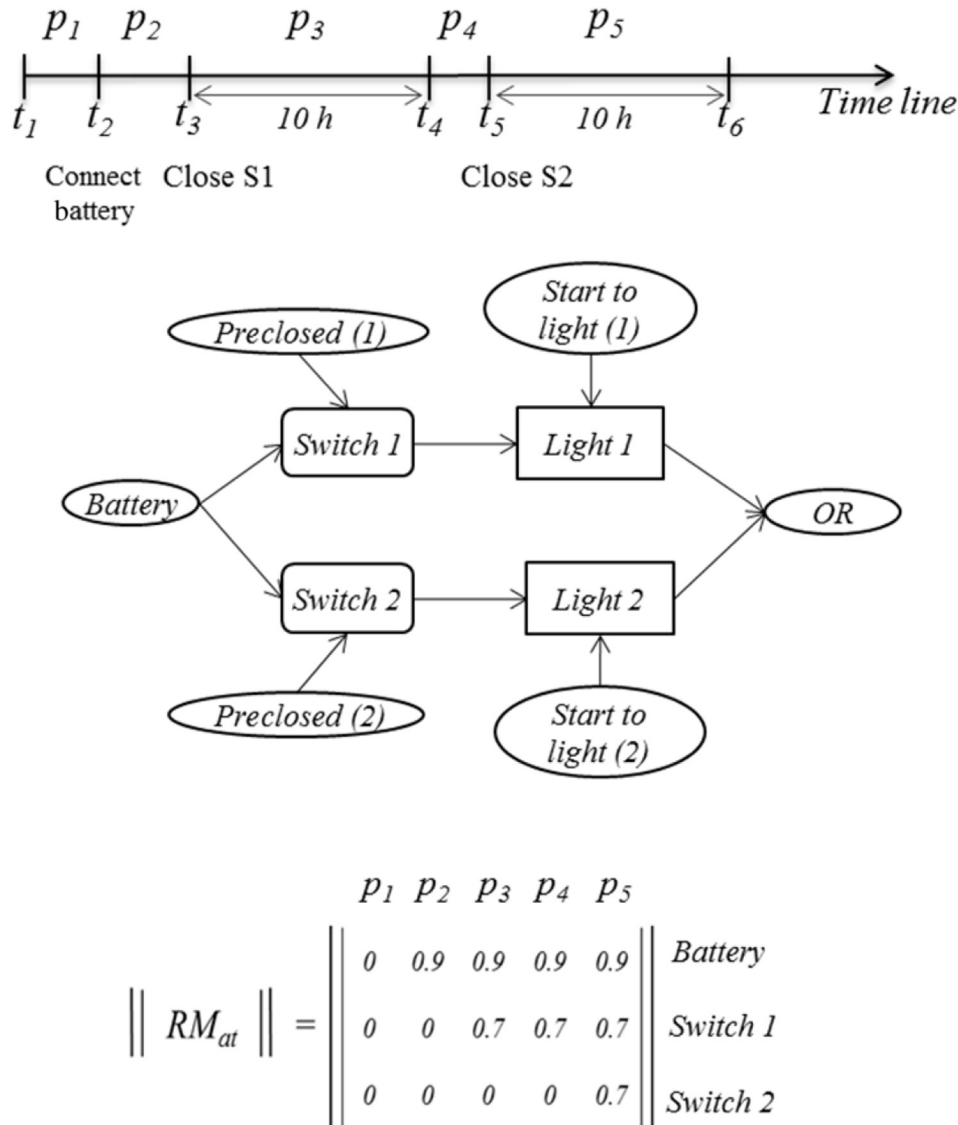 p1 p2 p3 p4 p5
t1 t2 t3 10 h t4 t5 10 h t6 Time line
Connect battery Close S1 Close S2
Preclosed (1)
Start to
light (1)
Switch 1 Light 1
Battery OR
Switch 2 Light 2
Preclosed (2)
Start to
light (2)
p1 p2 p3 p4 p5
0 0.9 0.9 0.9 0.9 Battery
|| RMat || = 0 0 0.7 0.7 0.7 Switch 1
0 0 0 0 0.7 Switch 2